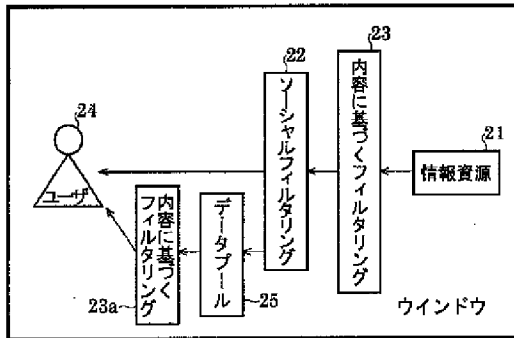 24
ユーザ
内容に基づく
フィルタリング
23a
データプール
25
22
ソーシャルフィルタリング
23
内容に基づくフィルタリング
21
情報資源
ウインドウ